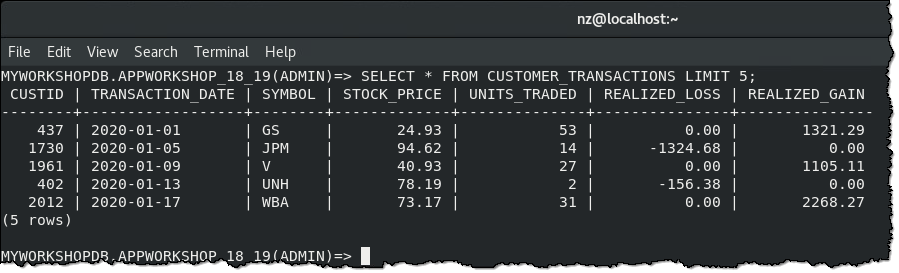 nz@localhost:~
File Edit View Search Terminal Help
MYWORKSHOPDB.APPWORKSHOP_18_19(ADMIN)=> SELECT * FROM CUSTOMER_TRANSACTIONS LIMIT 5;
CUSTID | TRANSACTION_DATE | SYMBOL | STOCK_PRICE | UNITS_TRADED | REALIZED_LOSS | REALIZED_GAIN
--------+------------------+--------+-------------+--------------+---------------+---------------
437 | 2020-01-01 | GS | 24.93 | 53 | 0.00 | 1321.29
1730 | 2020-01-05 | JPM | 94.62 | 14 | -1324.68 | 0.00
1961 | 2020-01-09 | V | 40.93 | 27 | 0.00 | 1105.11
402 | 2020-01-13 | UNH | 78.19 | 2 | -156.38 | 0.00
2012 | 2020-01-17 | WBA | 73.17 | 31 | 0.00 | 2268.27
(5 rows)
MYWORKSHOPDB.APPWORKSHOP_18_19(ADMIN)=>